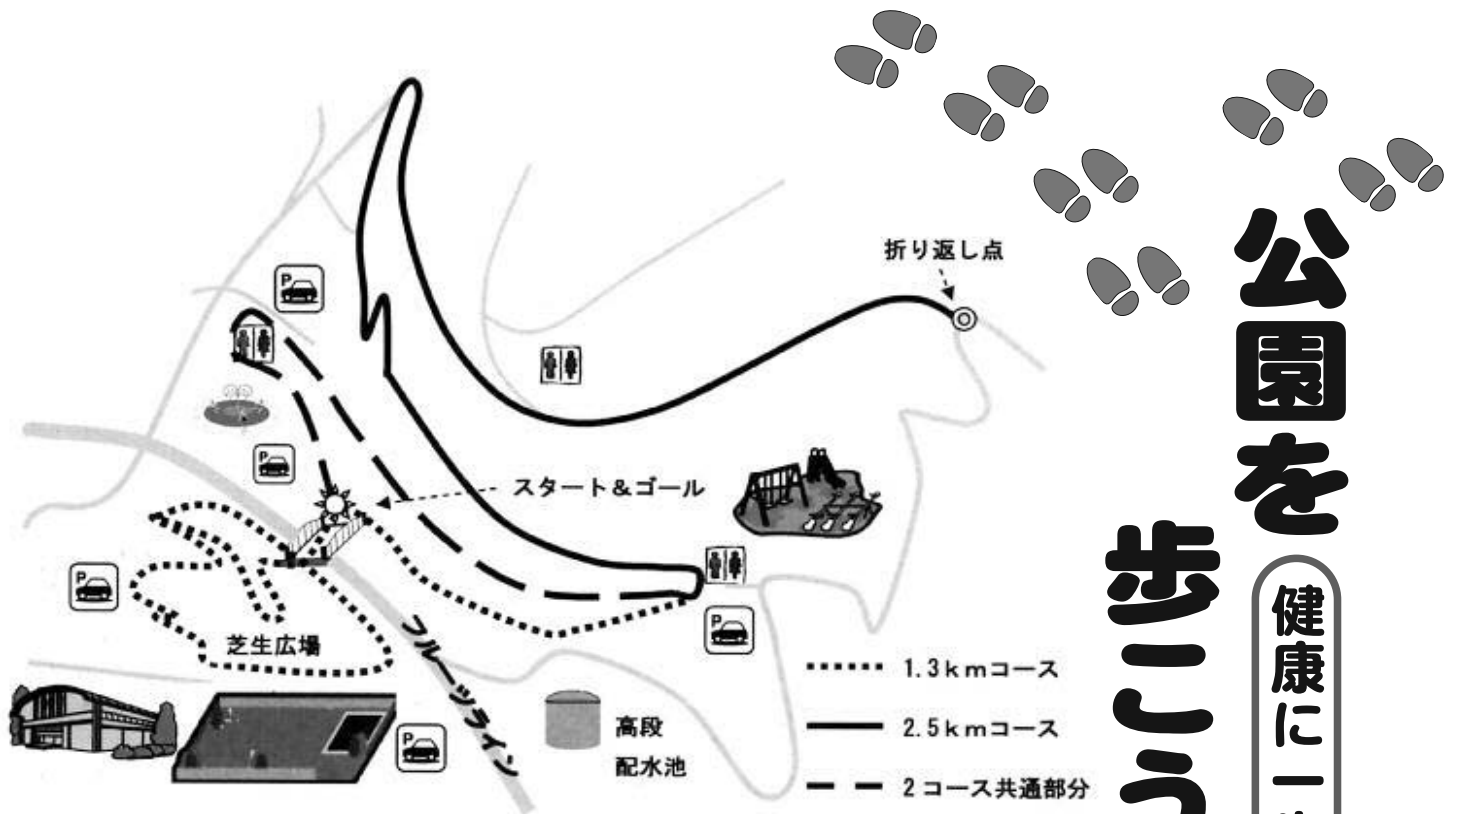 公園を
歩こう
健康に一
折り返し点
スタート＆ゴール
芝生広場
フルーツライン
高段
配水池
1.3kmコース
2.5kmコース
2コース共通部分
P
P
P
P
P